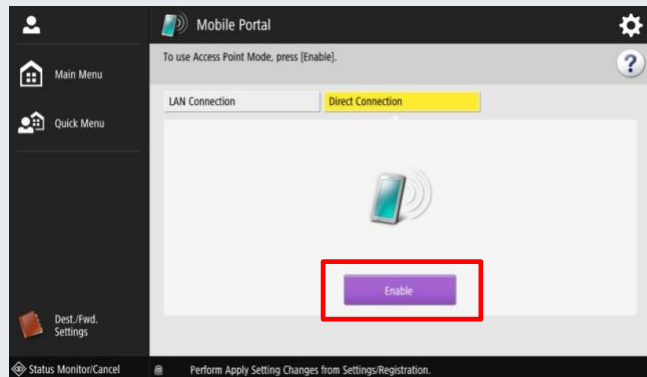 Mobile Portal
To use Access Point Mode, press [Enable].
?
Main Menu
LAN Connection
Direct Connection
Quick Menu
Enable
Dest./Fwd.
Settings
Status Monitor/Cancel
Perform Apply Setting Changes from Settings/Registration.